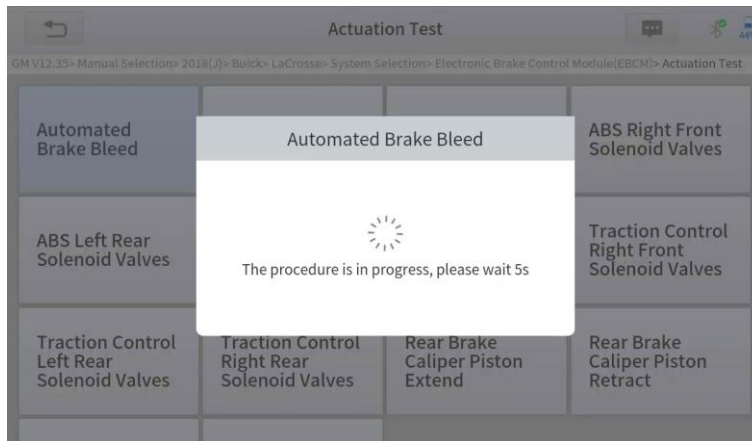 Actuation Test
GM V12.35> Manual Selection> 2018(J)> Buick> LaCrosse> System Selection> Electronic Brake Control Module(EBCM)> Actuation Test
Automated
Brake Bleed
Automated Brake Bleed
ABS Right Front
Solenoid Valves
ABS Left Rear
Solenoid Valves
The procedure is in progress, please wait 5s
Traction Control
Right Front
Solenoid Valves
Traction Control
Left Rear
Solenoid Valves
Traction Control
Right Rear
Solenoid Valves
Rear Brake
Caliper Piston
Extend
Rear Brake
Caliper Piston
Retract